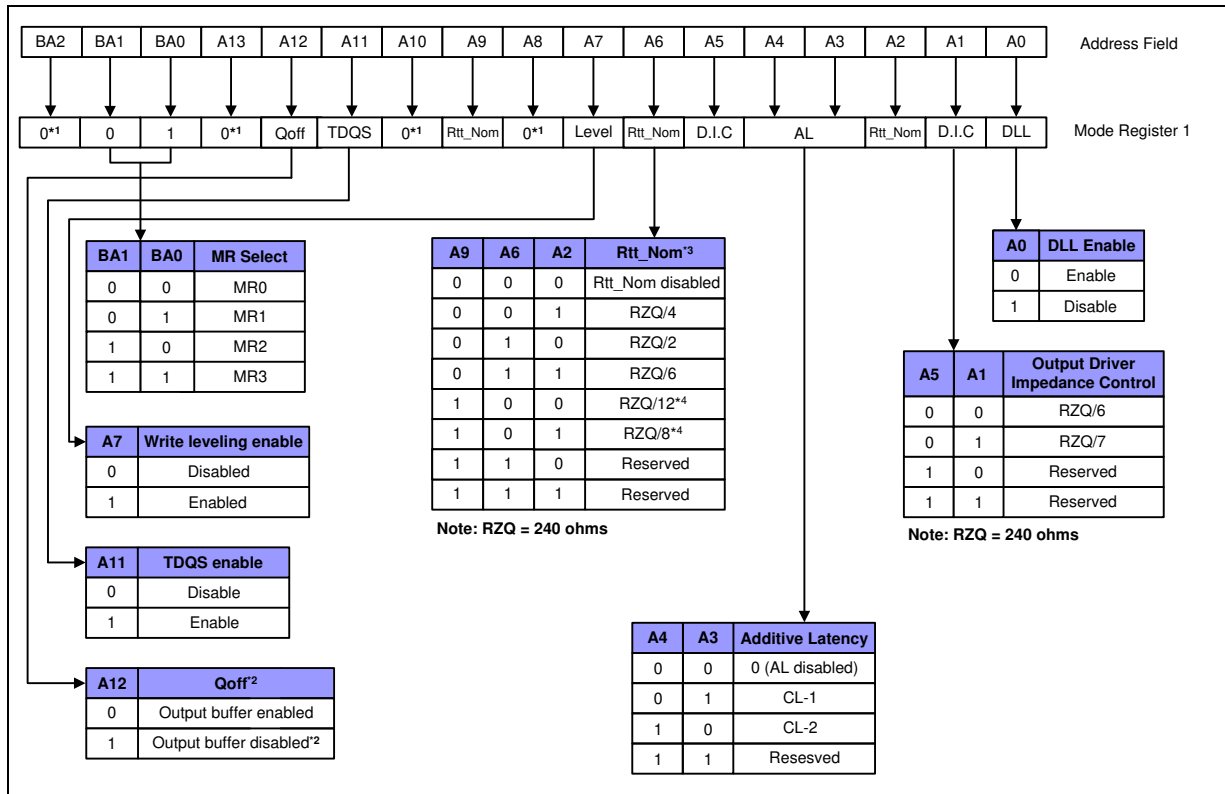 BA2 BA1 BA0 A13 A12 A11 A10 A9 A8 A7 A6 A5 A4 A3 A2 A1 A0 Address Field
0*1 0 1 0*1 Qoff TDQS 0*1 Rtt_Nom 0*1 Level Rtt_Nom D.I.C AL Rtt_Nom D.I.C DLL Mode Register 1
BA1 BA0 MR Select
0 0 MR0
0 1 MR1
1 0 MR2
1 1 MR3
A7 Write leveling enable
0 Disabled
1 Enabled
A11 TDQS enable
0 Disable
1 Enable
A12 Qoff*2
0 Output buffer enabled
1 Output buffer disabled*2
A9 A6 A2 Rtt_Nom*3
0 0 0 Rtt_Nom disabled
0 0 1 RZQ/4
0 1 0 RZQ/2
0 1 1 RZQ/6
1 0 0 RZQ/12*4
1 0 1 RZQ/8*4
1 1 0 Reserved
1 1 1 Reserved
Note: RZQ = 240 ohms
A4 A3 Additive Latency
0 0 0 (AL disabled)
0 1 CL-1
1 0 CL-2
1 1 Resesved
A0 DLL Enable
0 Enable
1 Disable
A5 A1 Output Driver
Impedance Control
0 0 RZQ/6
0 1 RZQ/7
1 0 Reserved
1 1 Reserved
Note: RZQ = 240 ohms